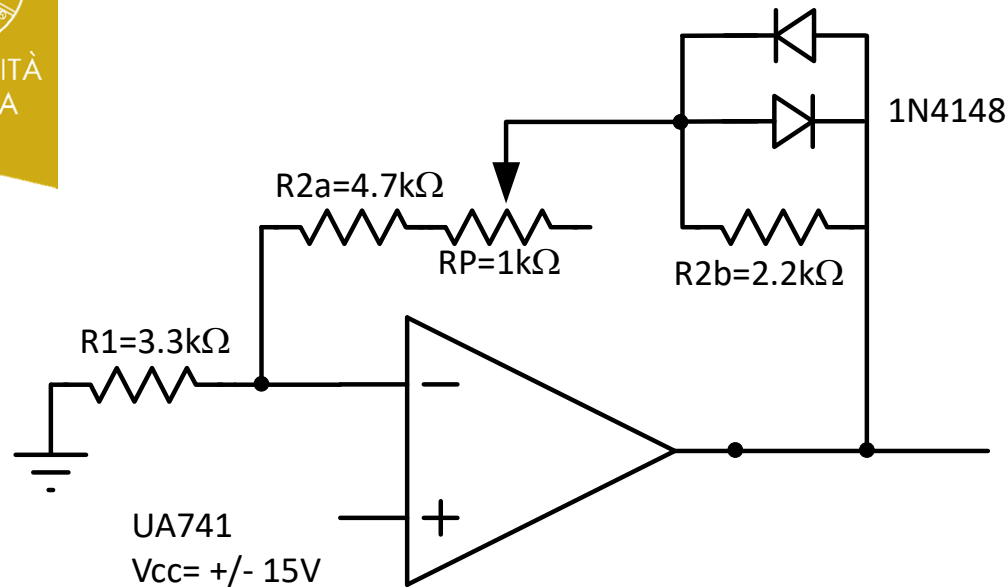 ITÀ
A
1N4148
R2a=4.7kΩ
RP=1kΩ
R2b=2.2kΩ
R1=3.3kΩ
−
+
UA741
Vcc= +/- 15V